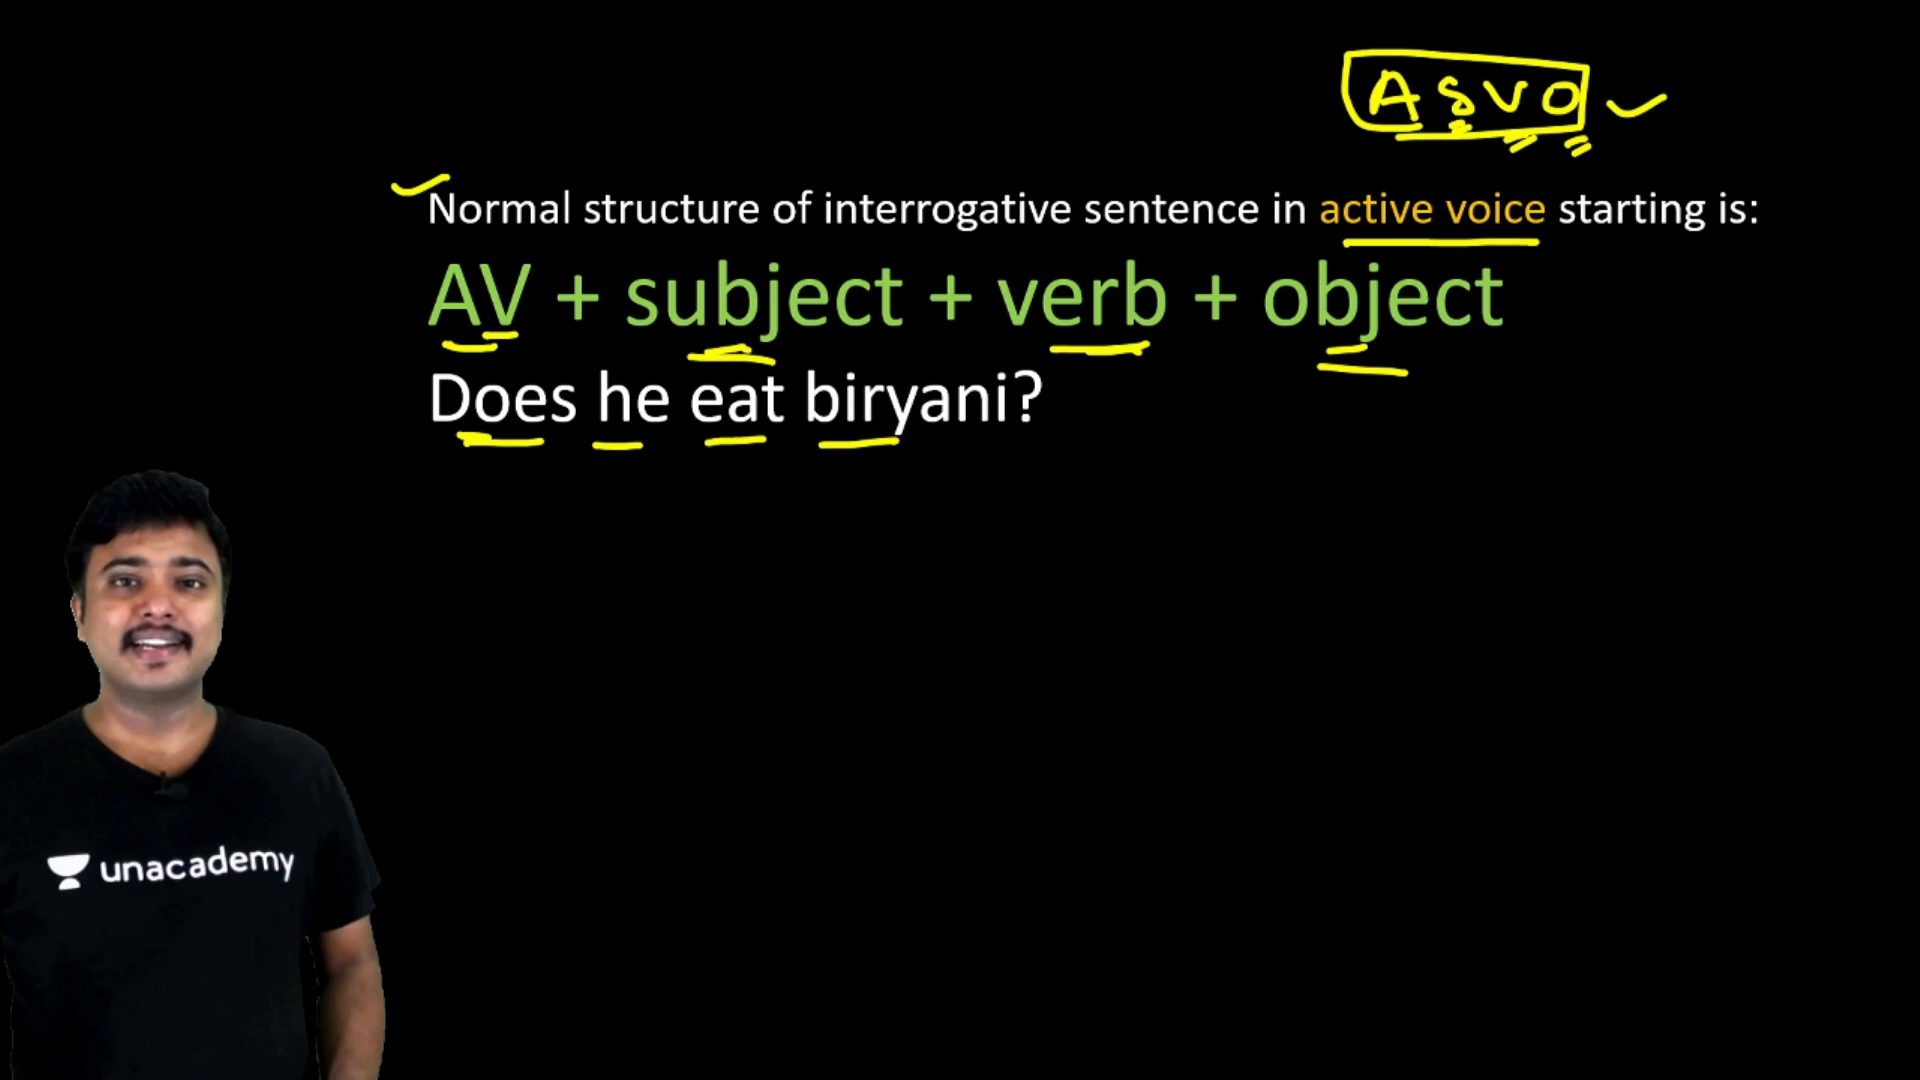 ASVO
Normal structure of interrogative sentence in active voice starting is:
AV + subject + verb + object
Does he eat biryani?
unacademy